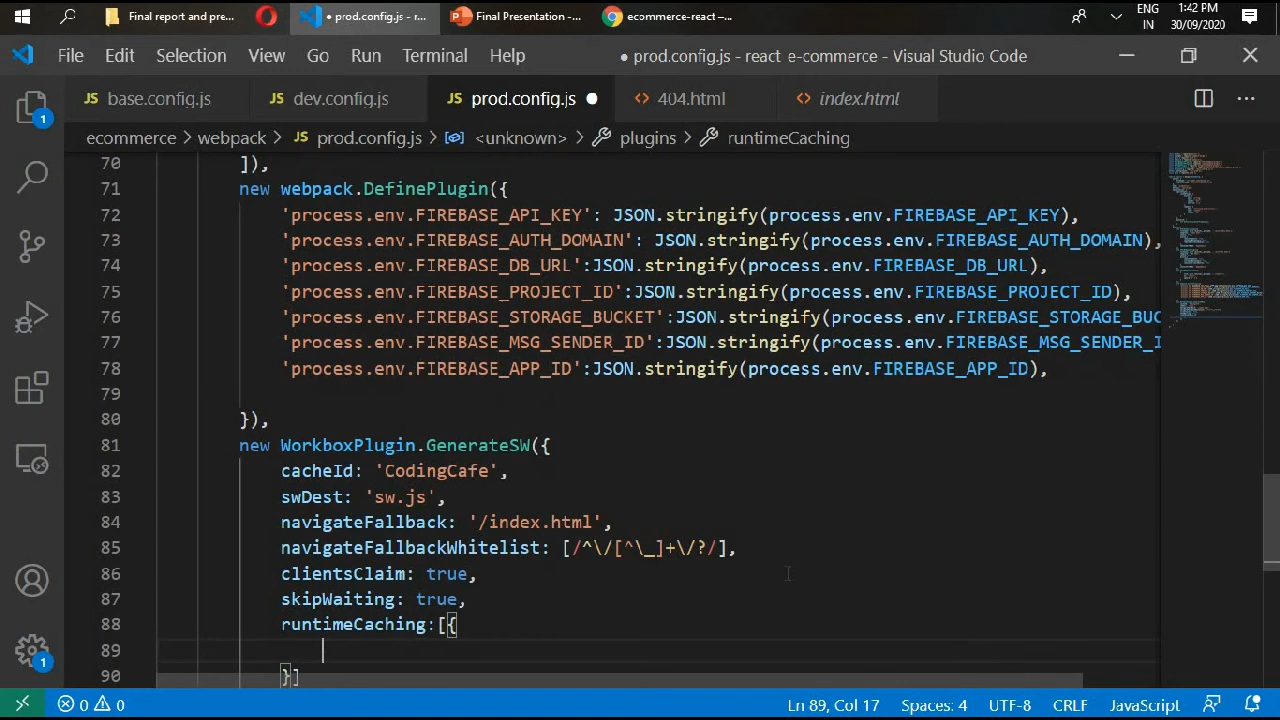 Final report and pre...
prod.config.js - r...
Final Presentation -...
ecommerce-react –...
ENG
IN
1:42 PM
30/09/2020
File Edit Selection View Go Run Terminal Help
● prod.config.js - react e-commerce - Visual Studio Code
JS base.config.js
JS dev.config.js
JS prod.config.js ●
<> 404.html
<> index.html
ecommerce > webpack > JS prod.config.js > <unknown> > plugins > runtimeCaching
70 ]),
71 new webpack.DefinePlugin({
72 'process.env.FIREBASE_API_KEY': JSON.stringify(process.env.FIREBASE_API_KEY),
73 'process.env.FIREBASE_AUTH_DOMAIN': JSON.stringify(process.env.FIREBASE_AUTH_DOMAIN),
74 'process.env.FIREBASE_DB_URL':JSON.stringify(process.env.FIREBASE_DB_URL),
75 'process.env.FIREBASE_PROJECT_ID':JSON.stringify(process.env.FIREBASE_PROJECT_ID),
76 'process.env.FIREBASE_STORAGE_BUCKET':JSON.stringify(process.env.FIREBASE_STORAGE_BUC
77 'process.env.FIREBASE_MSG_SENDER_ID':JSON.stringify(process.env.FIREBASE_MSG_SENDER_I
78 'process.env.FIREBASE_APP_ID':JSON.stringify(process.env.FIREBASE_APP_ID),
79
80 }),
81 new WorkboxPlugin.GenerateSW({
82 cacheId: 'CodingCafe',
83 swDest: 'sw.js',
84 navigateFallback: '/index.html',
85 navigateFallbackWhitelist: [/^\/[^\_]+\/?/],
86 clientsClaim: true,
87 skipWaiting: true,
88 runtimeCaching:[{
89
90 }]
1
1
0 0
Ln 89, Col 17 Spaces: 4 UTF-8 CRLF JavaScript